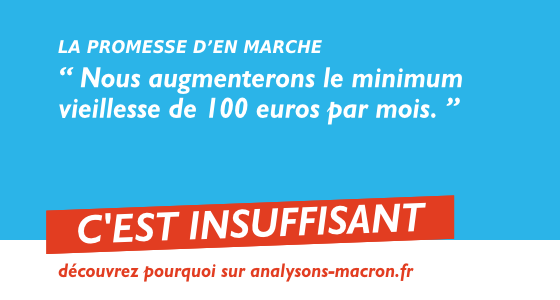 LA PROMESSE D’EN MARCHE
“ Nous augmenterons le minimum
vieillesse de 100 euros par mois. ”
C'EST INSUFFISANT
découvrez pourquoi sur analysons-macron.fr